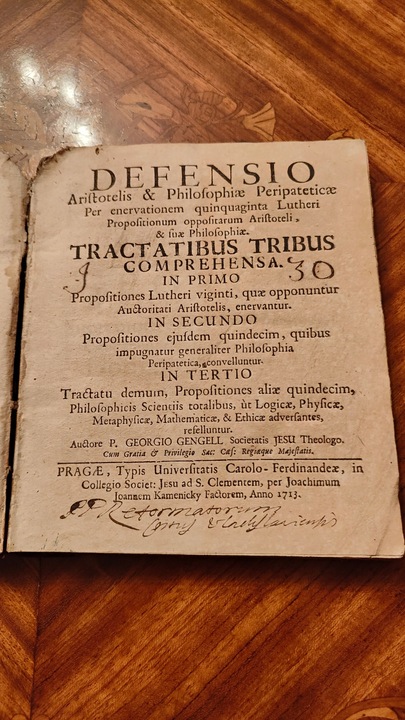 DEFENSIO
Aristotelis & Philosophiæ Peripateticæ
Per enervationem quinquaginta Lutheri
Propositionum oppositarum Aristoteli,
& suæ Philosophiæ.
TRACTATIBUS TRIBUS
COMPREHENSA.
30
IN PRIMO
Propositiones Lutheri viginti, quæ opponuntur
Auctoritati Aristotelis, enervantur.
IN SECUNDO
Propositiones ejusdem quindecim, quibus
impugnatur generaliter Philosophia
Peripatetica, convelluntur.
IN TERTIO
Tractatu demum, Propositiones aliæ quindecim,
Philosophicis Scientiis totalibus, ùt Logicæ, Physicæ,
Metaphysicæ, Mathematicæ, & Ethicæ adversantes,
refelluntur.
Auctore P. GEORGIO GENGELL Societatis JESU Theologo.
Cum Gratia & Privilegio Sac: Cæs: Regiæque Majestatis.
PRAGÆ, Typis Universitatis Carolo-Ferdinandeæ, in
Collegio Societ: Jesu ad S. Clementem, per Joachimum
Joannem Kamenicky Factorem, Anno 1713.
PP. Reformatorum